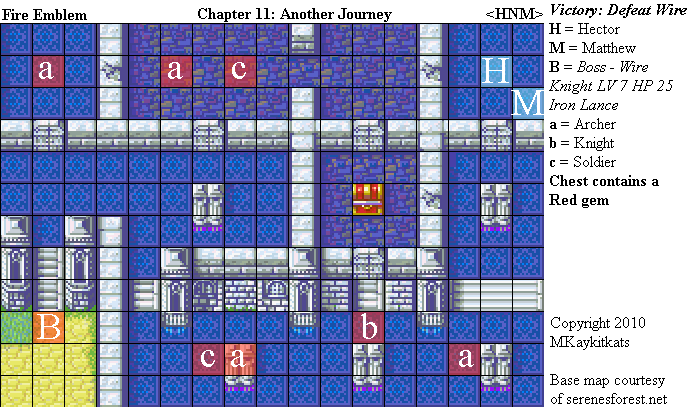 Fire Emblem Chapter 11: Another Journey <HNM>
Victory: Defeat Wire
H = Hector
M = Matthew
B = Boss - Wire
Knight LV 7 HP 25
Iron Lance
a = Archer
b = Knight
c = Soldier
Chest contains a
Red gem
a a c H
M
B b
c a a
Copyright 2010
MKaykitkats
Base map courtesy
of serenesforest.net